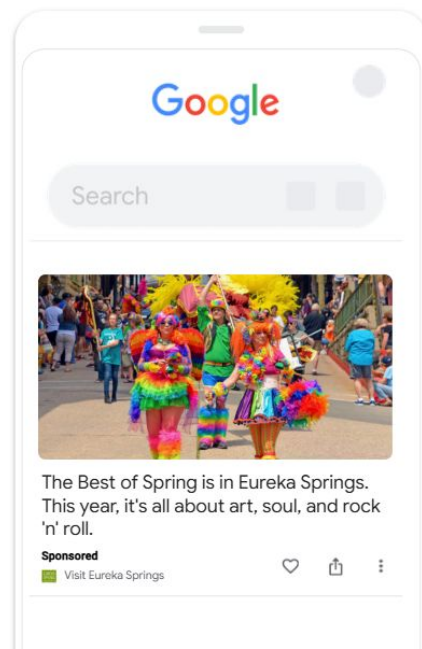 Google
Search
The Best of Spring is in Eureka Springs.
This year, it's all about art, soul, and rock
'n' roll.
Sponsored
Visit Eureka Springs